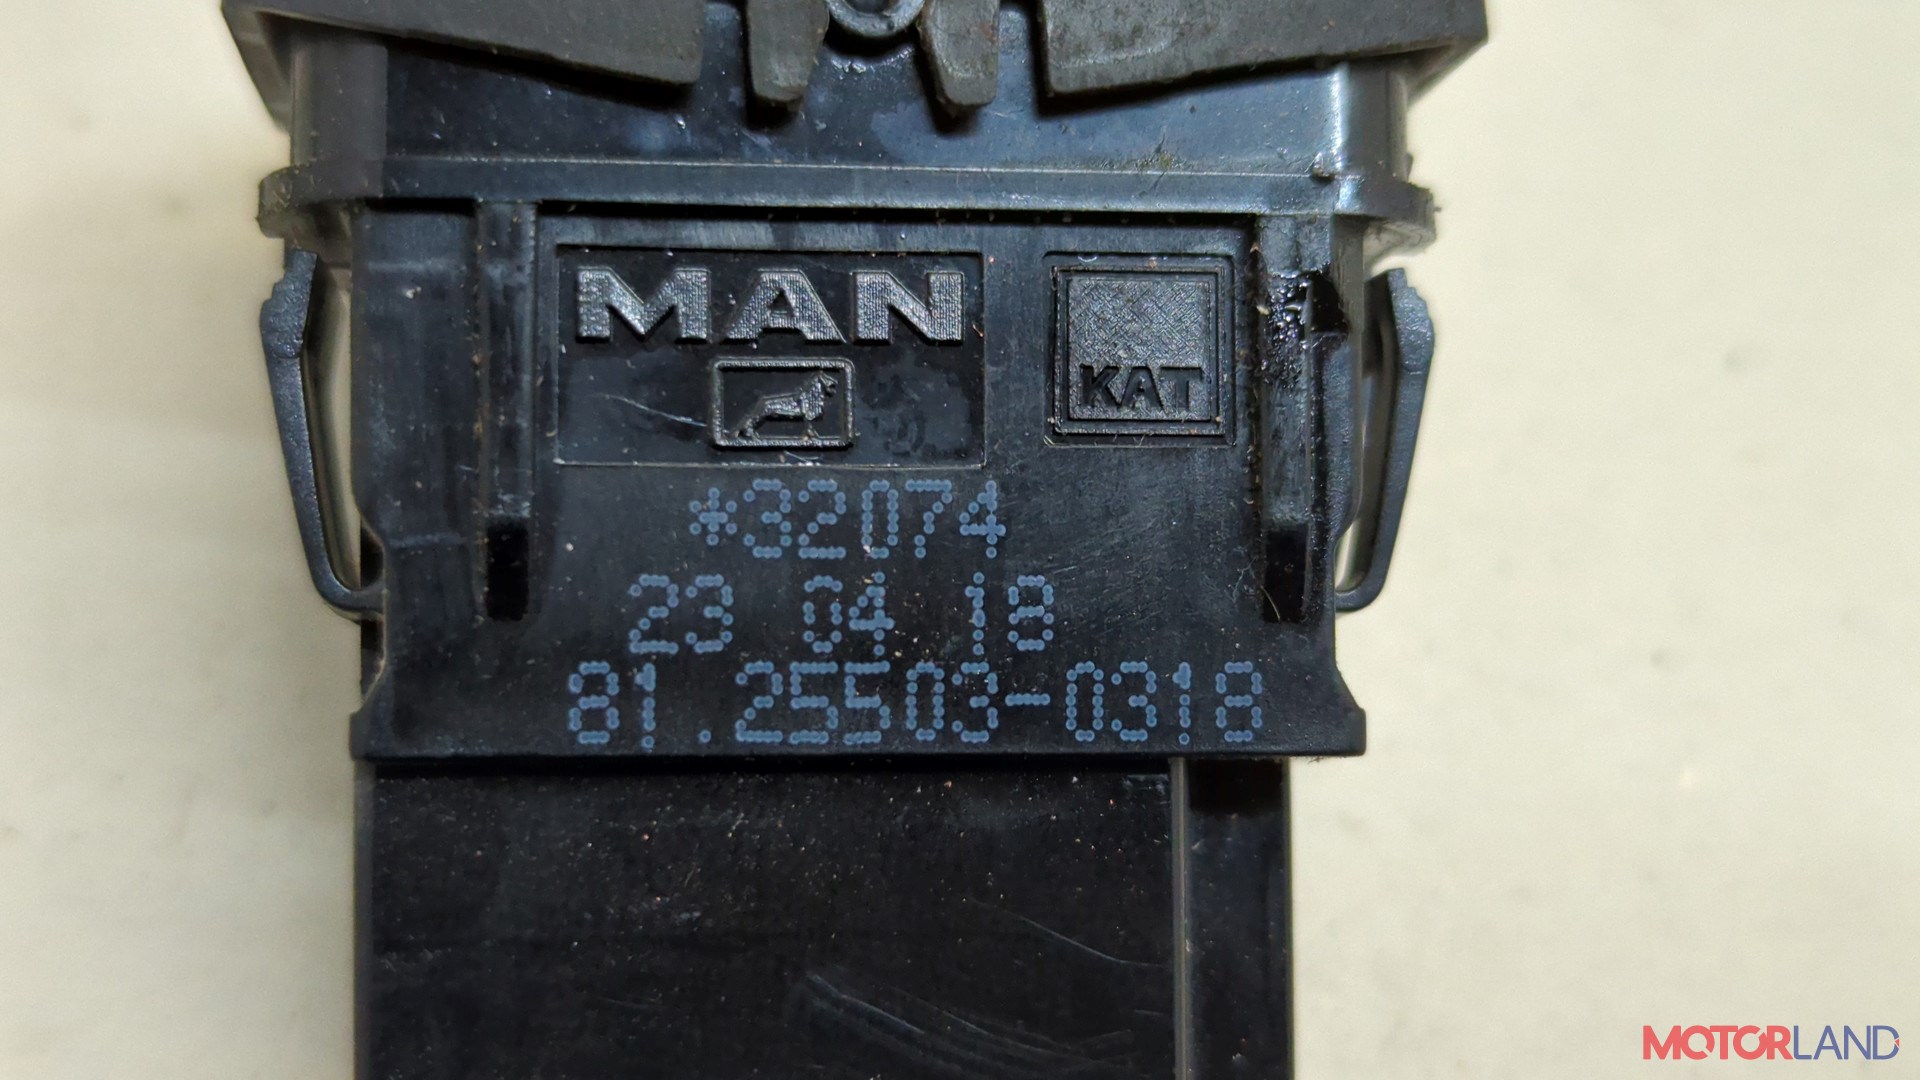 MAN
KAT
*32074
23 04 18
81.25503-0318
MOTORLAND